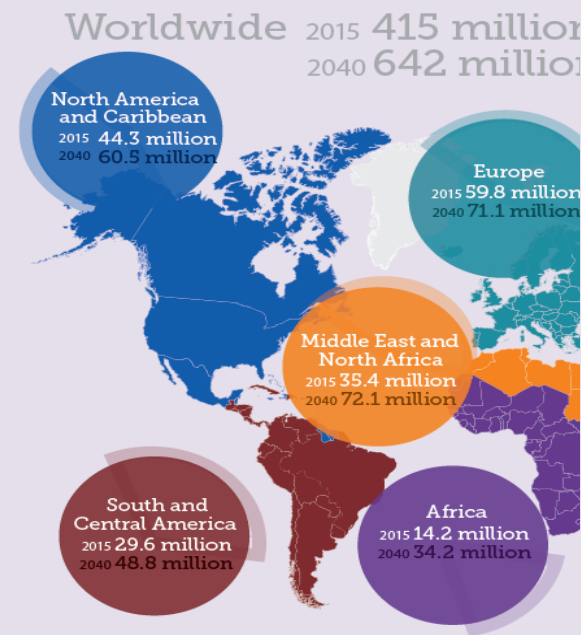 Worldwide 2015 415 million
2040 642 million
North America
and Caribbean
2015 44.3 million
2040 60.5 million
Europe
2015 59.8 million
2040 71.1 million
Middle East and
North Africa
2015 35.4 million
2040 72.1 million
South and
Central America
2015 29.6 million
2040 48.8 million
Africa
2015 14.2 million
2040 34.2 million